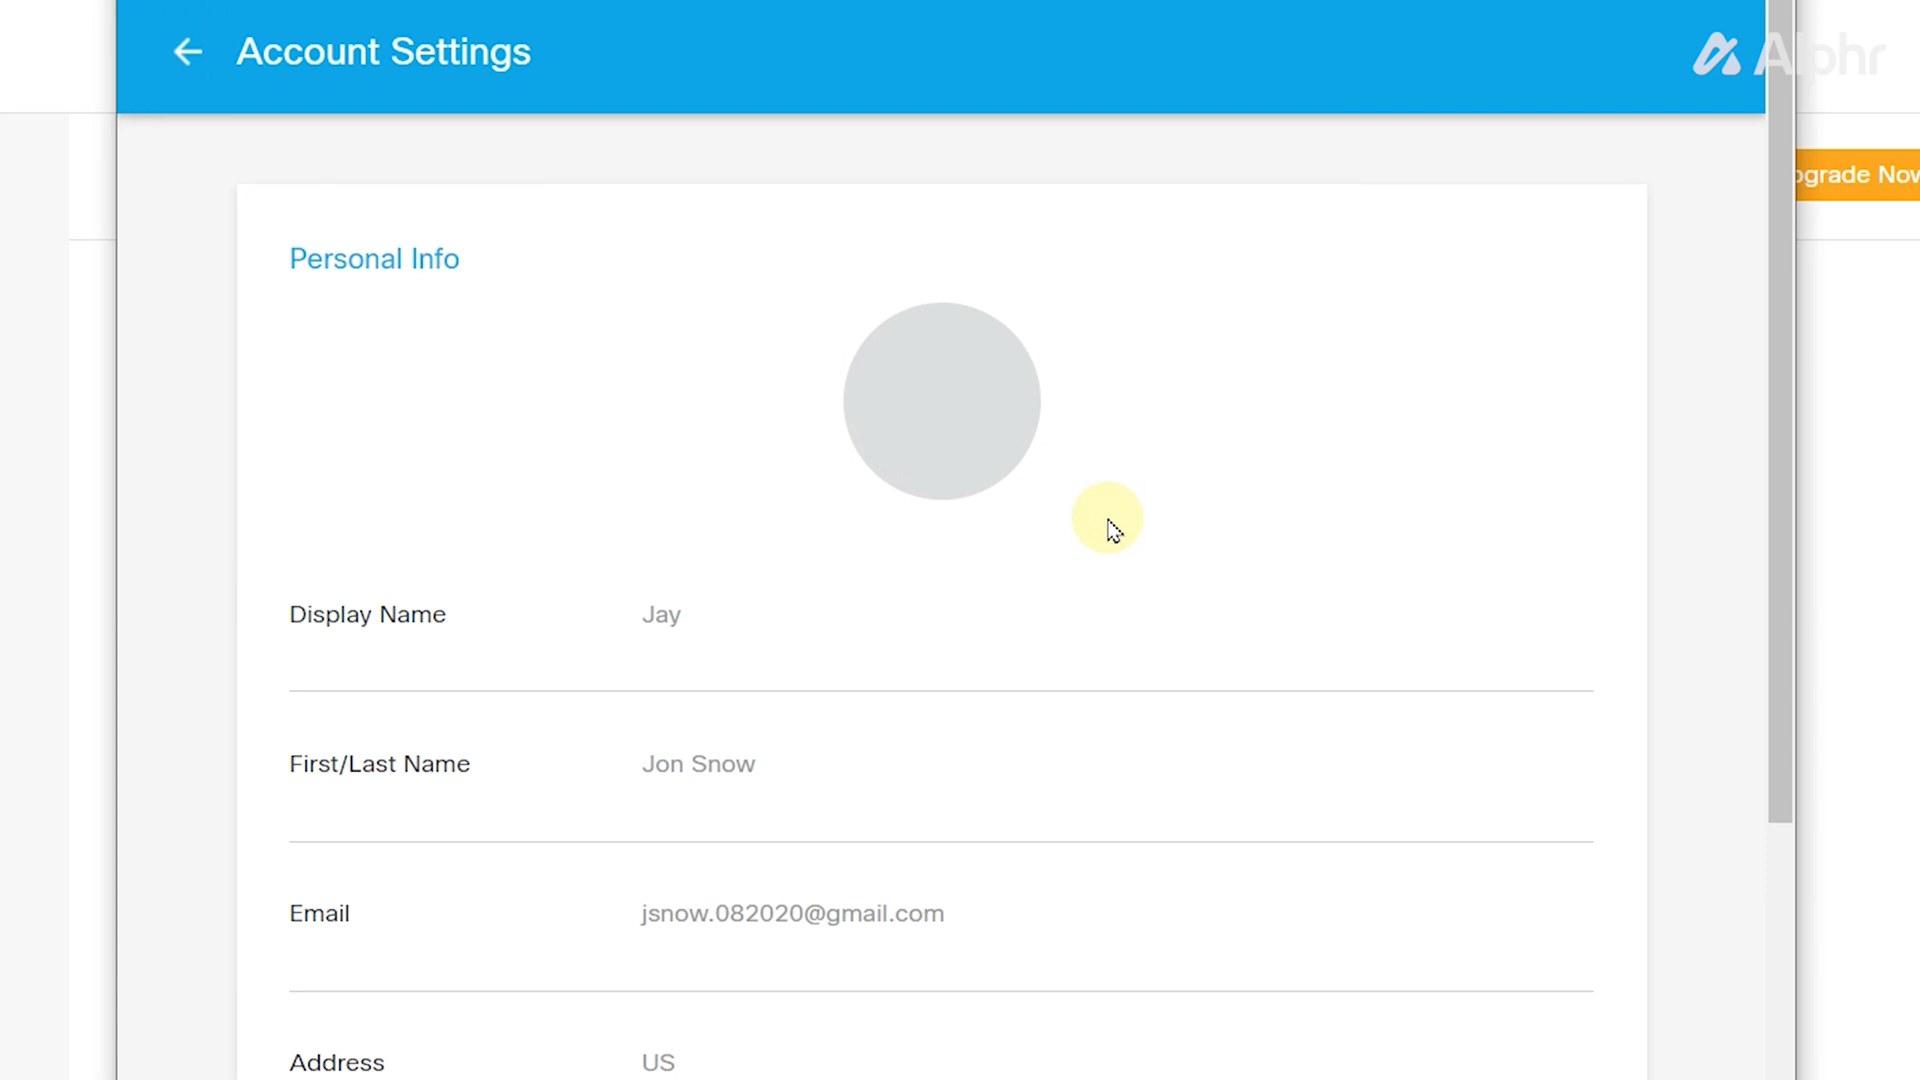 Account Settings
Alphr
pgrade Now
Personal Info
Display Name Jay
First/Last Name Jon Snow
Email jsnow.082020@gmail.com
Address US